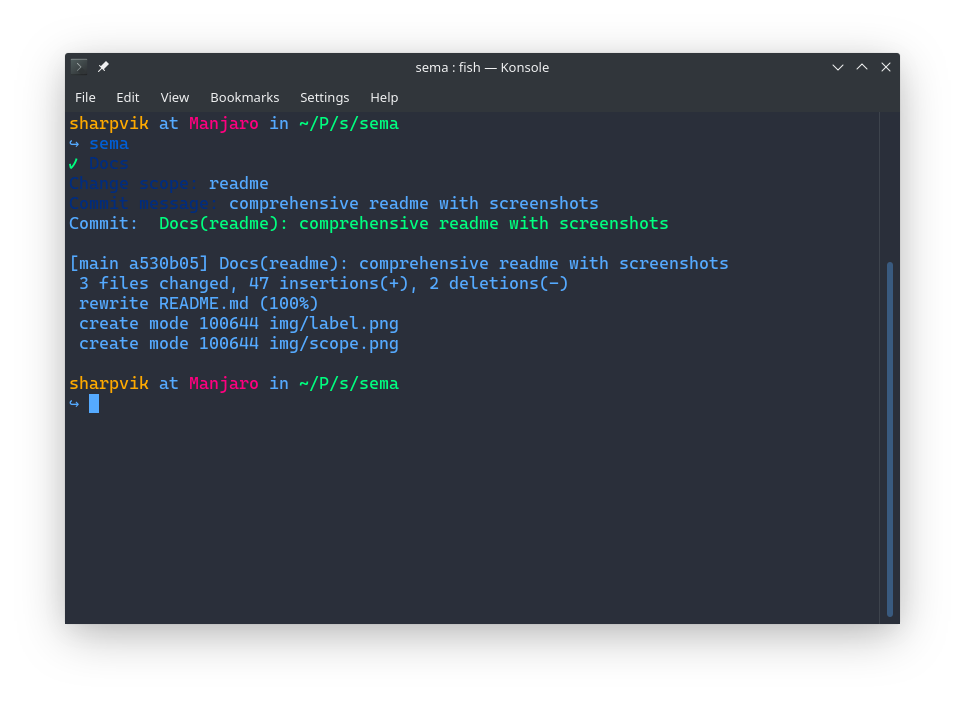 sema : fish — Konsole
File Edit View Bookmarks Settings Help
sharpvik at Manjaro in ~/P/s/sema
↪ sema
✓ Docs
Change scope: readme
Commit message: comprehensive readme with screenshots
Commit:  Docs(readme): comprehensive readme with screenshots
[main a530b05] Docs(readme): comprehensive readme with screenshots
3 files changed, 47 insertions(+), 2 deletions(-)
rewrite README.md (100%)
create mode 100644 img/label.png
create mode 100644 img/scope.png
sharpvik at Manjaro in ~/P/s/sema
↪